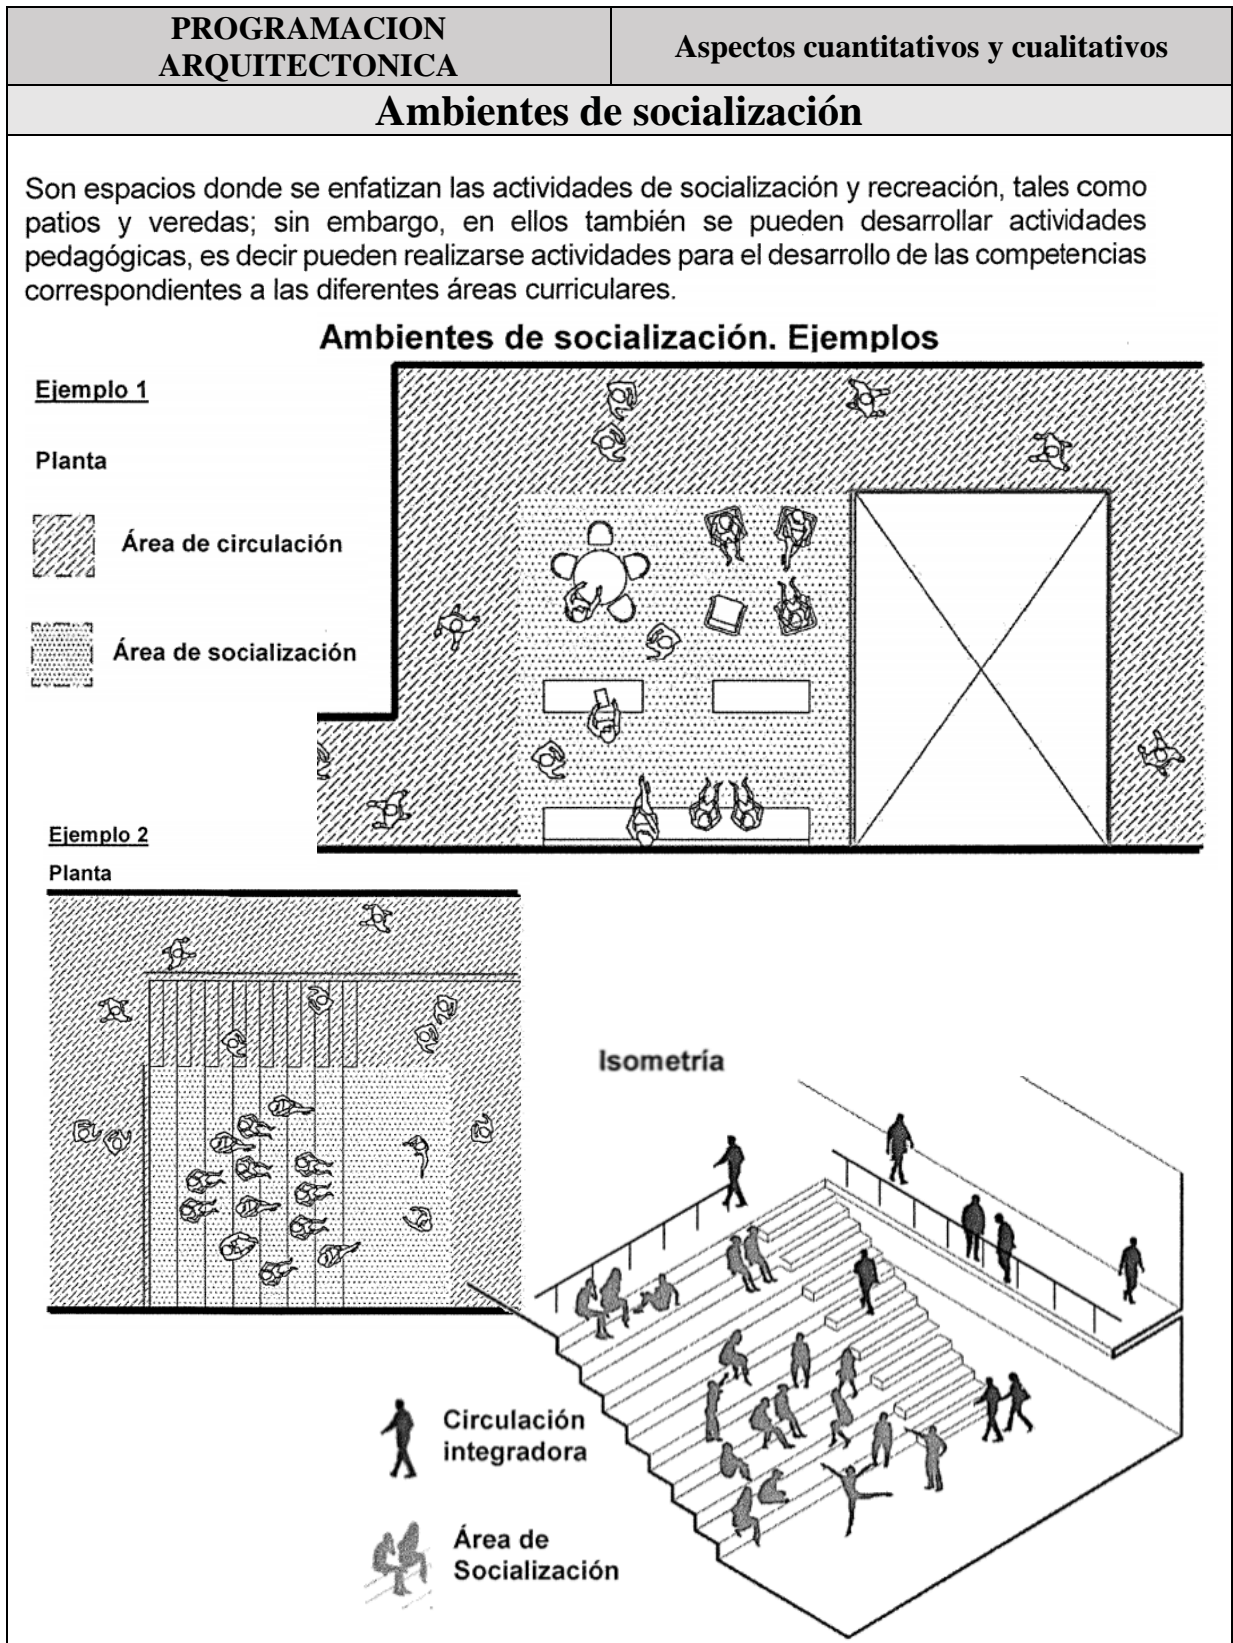 PROGRAMACION
ARQUITECTONICA
Aspectos cuantitativos y cualitativos
Ambientes de socialización
Son espacios donde se enfatizan las actividades de socialización y recreación, tales como
patios y veredas; sin embargo, en ellos también se pueden desarrollar actividades
pedagógicas, es decir pueden realizarse actividades para el desarrollo de las competencias
correspondientes a las diferentes áreas curriculares.
Ambientes de socialización. Ejemplos
Ejemplo 1
Planta
Área de circulación
Área de socialización
Ejemplo 2
Planta
Isometría
Circulación
integradora
Área de
Socialización